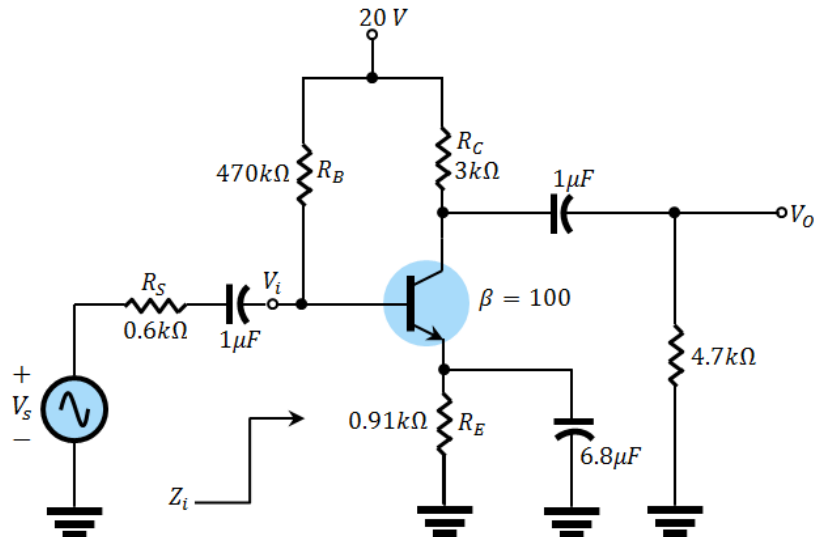 20 V
R_C
3kΩ
470kΩ R_B
1μF
V_O
R_S
0.6kΩ
1μF
V_i
β = 100
4.7kΩ
+
V_s
−
0.91kΩ R_E
6.8μF
Z_i